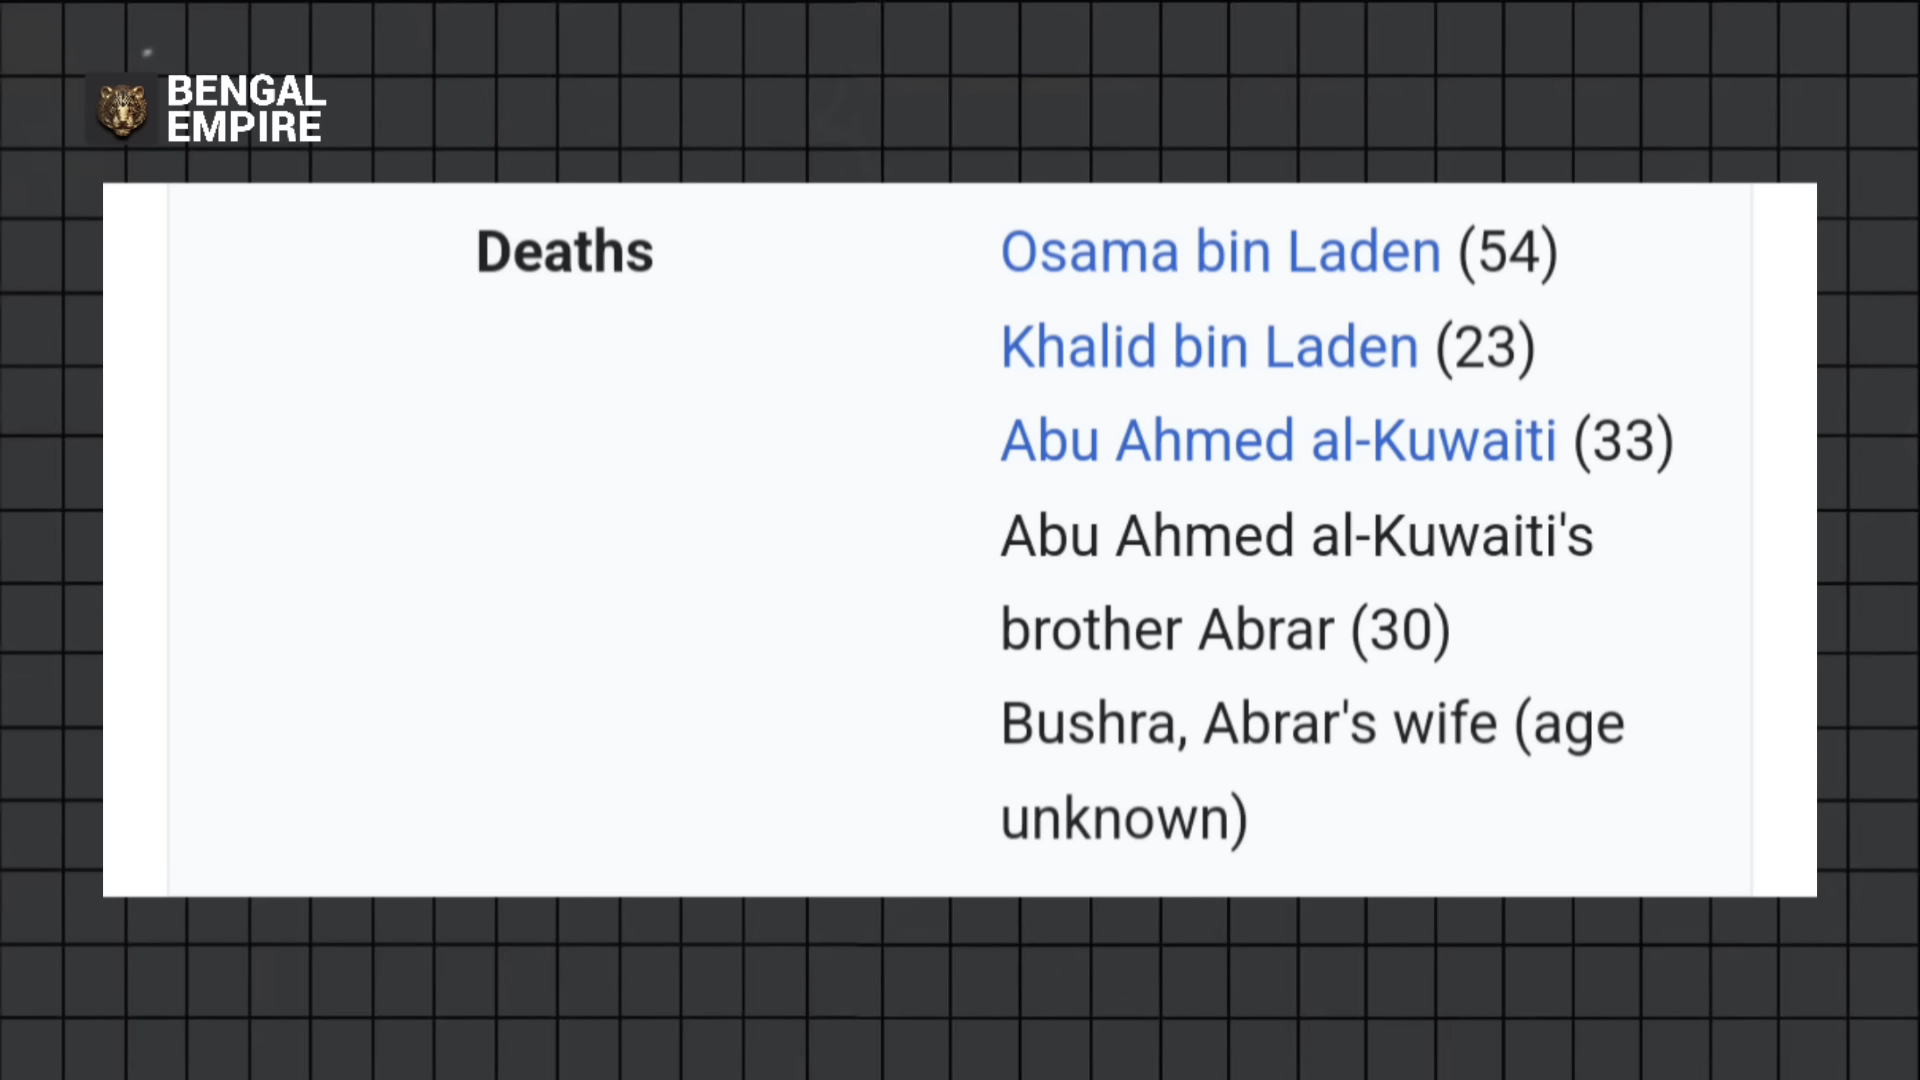 BENGAL
EMPIRE
Deaths
Osama bin Laden (54)
Khalid bin Laden (23)
Abu Ahmed al-Kuwaiti (33)
Abu Ahmed al-Kuwaiti's
brother Abrar (30)
Bushra, Abrar's wife (age
unknown)